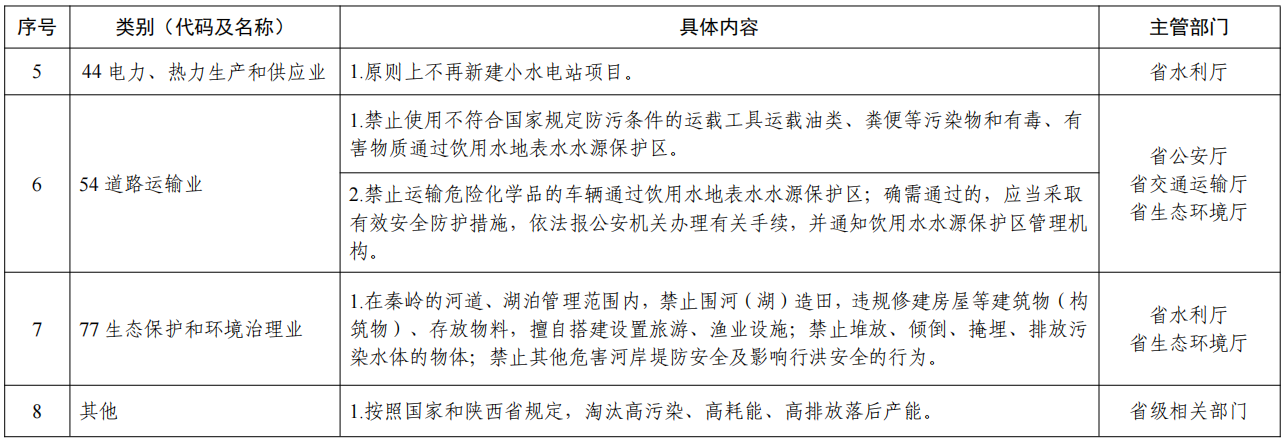 序号 类别（代码及名称） 具体内容 主管部门
5 44 电力、热力生产和供应业 1.原则上不再新建小水电站项目。 省水利厅
6 54 道路运输业
1.禁止使用不符合国家规定防污条件的运载工具运载油类、粪便等污染物和有毒、有
害物质通过饮用水地表水水源保护区。
2.禁止运输危险化学品的车辆通过饮用水地表水水源保护区；确需通过的，应当采取
有效安全防护措施，依法报公安机关办理有关手续，并通知饮用水水源保护区管理机
构。
省公安厅
省交通运输厅
省生态环境厅
7 77 生态保护和环境治理业
1.在秦岭的河道、湖泊管理范围内，禁止围河（湖）造田，违规修建房屋等建筑物（构
筑物）、存放物料，擅自搭建设置旅游、渔业设施；禁止堆放、倾倒、掩埋、排放污
染水体的物体；禁止其他危害河岸堤防安全及影响行洪安全的行为。
省水利厅
省生态环境厅
8 其他 1.按照国家和陕西省规定，淘汰高污染、高耗能、高排放落后产能。 省级相关部门